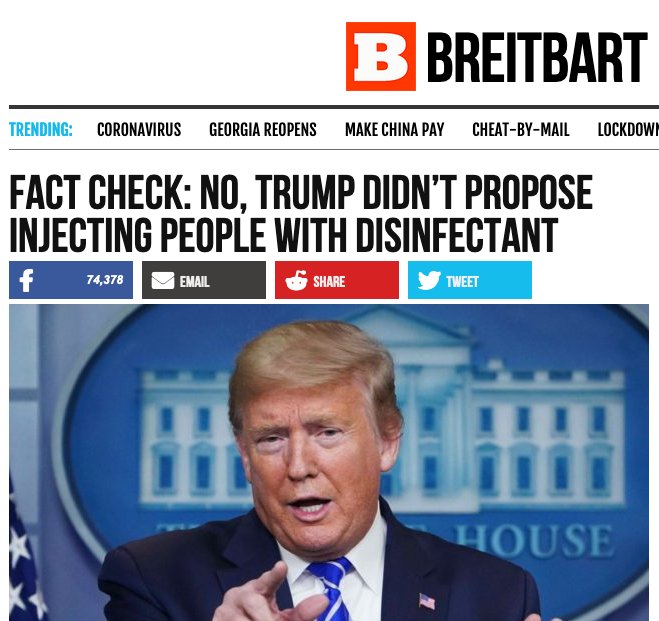 B BREITBART
TRENDING: CORONAVIRUS GEORGIA REOPENS MAKE CHINA PAY CHEAT-BY-MAIL LOCKDOWN
FACT CHECK: NO, TRUMP DIDN'T PROPOSE
INJECTING PEOPLE WITH DISINFECTANT
f 74,378 EMAIL SHARE TWEET
HOUSE